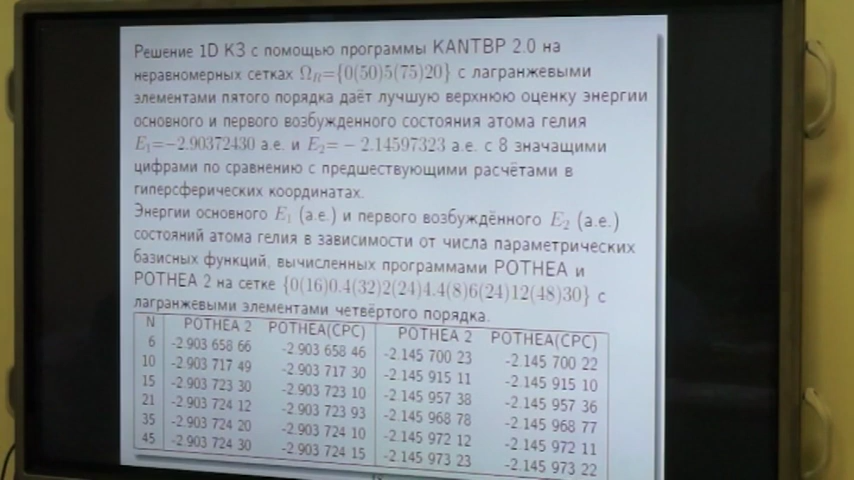 Решение 1D КЗ с помощью программы KANTBP 2.0 на
неравномерных сетках Ω_R={0(50)5(75)20} с лагранжевыми
элементами пятого порядка даёт лучшую верхнюю оценку энергии
основного и первого возбужденного состояния атома гелия
E₁=−2.90372430 а.е. и E₂= − 2.14597323 а.е. с 8 значащими
цифрами по сравнению с предшествующими расчётами в
гиперсферических координатах.
Энергии основного E₁ (а.е.) и первого возбуждённого E₂ (а.е.)
состояний атома гелия в зависимости от числа параметрических
базисных функций, вычисленных программами POTHEA и
POTHEA 2 на сетке {0(16)0.4(32)2(24)4.4(8)6(24)12(48)30} с
лагранжевыми элементами четвёртого порядка.
N POTHEA 2 POTHEA(CPC) POTHEA 2 POTHEA(CPC)
6 -2.903 658 66 -2.903 658 46 -2.145 700 23 -2.145 700 22
10 -2.903 717 49 -2.903 717 30 -2.145 915 11 -2.145 915 10
15 -2.903 723 30 -2.903 723 10 -2.145 957 38 -2.145 957 36
21 -2.903 724 12 -2.903 723 93 -2.145 968 78 -2.145 968 77
35 -2.903 724 20 -2.903 724 10 -2.145 972 12 -2.145 972 11
45 -2.903 724 30 -2.903 724 15 -2.145 973 23 -2.145 973 22